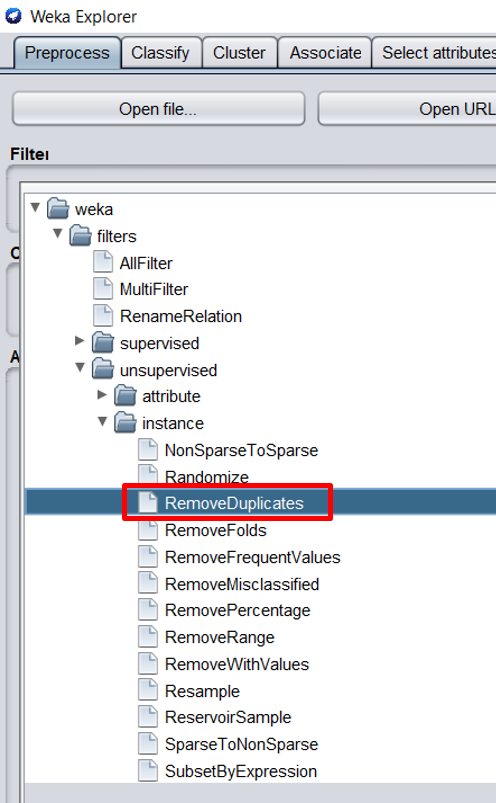 Weka Explorer
Preprocess Classify Cluster Associate Select attributes
Open file... Open URL
Filter
weka
filters
AllFilter
MultiFilter
RenameRelation
supervised
unsupervised
attribute
instance
NonSparseToSparse
Randomize
RemoveDuplicates
RemoveFolds
RemoveFrequentValues
RemoveMisclassified
RemovePercentage
RemoveRange
RemoveWithValues
Resample
ReservoirSample
SparseToNonSparse
SubsetByExpression